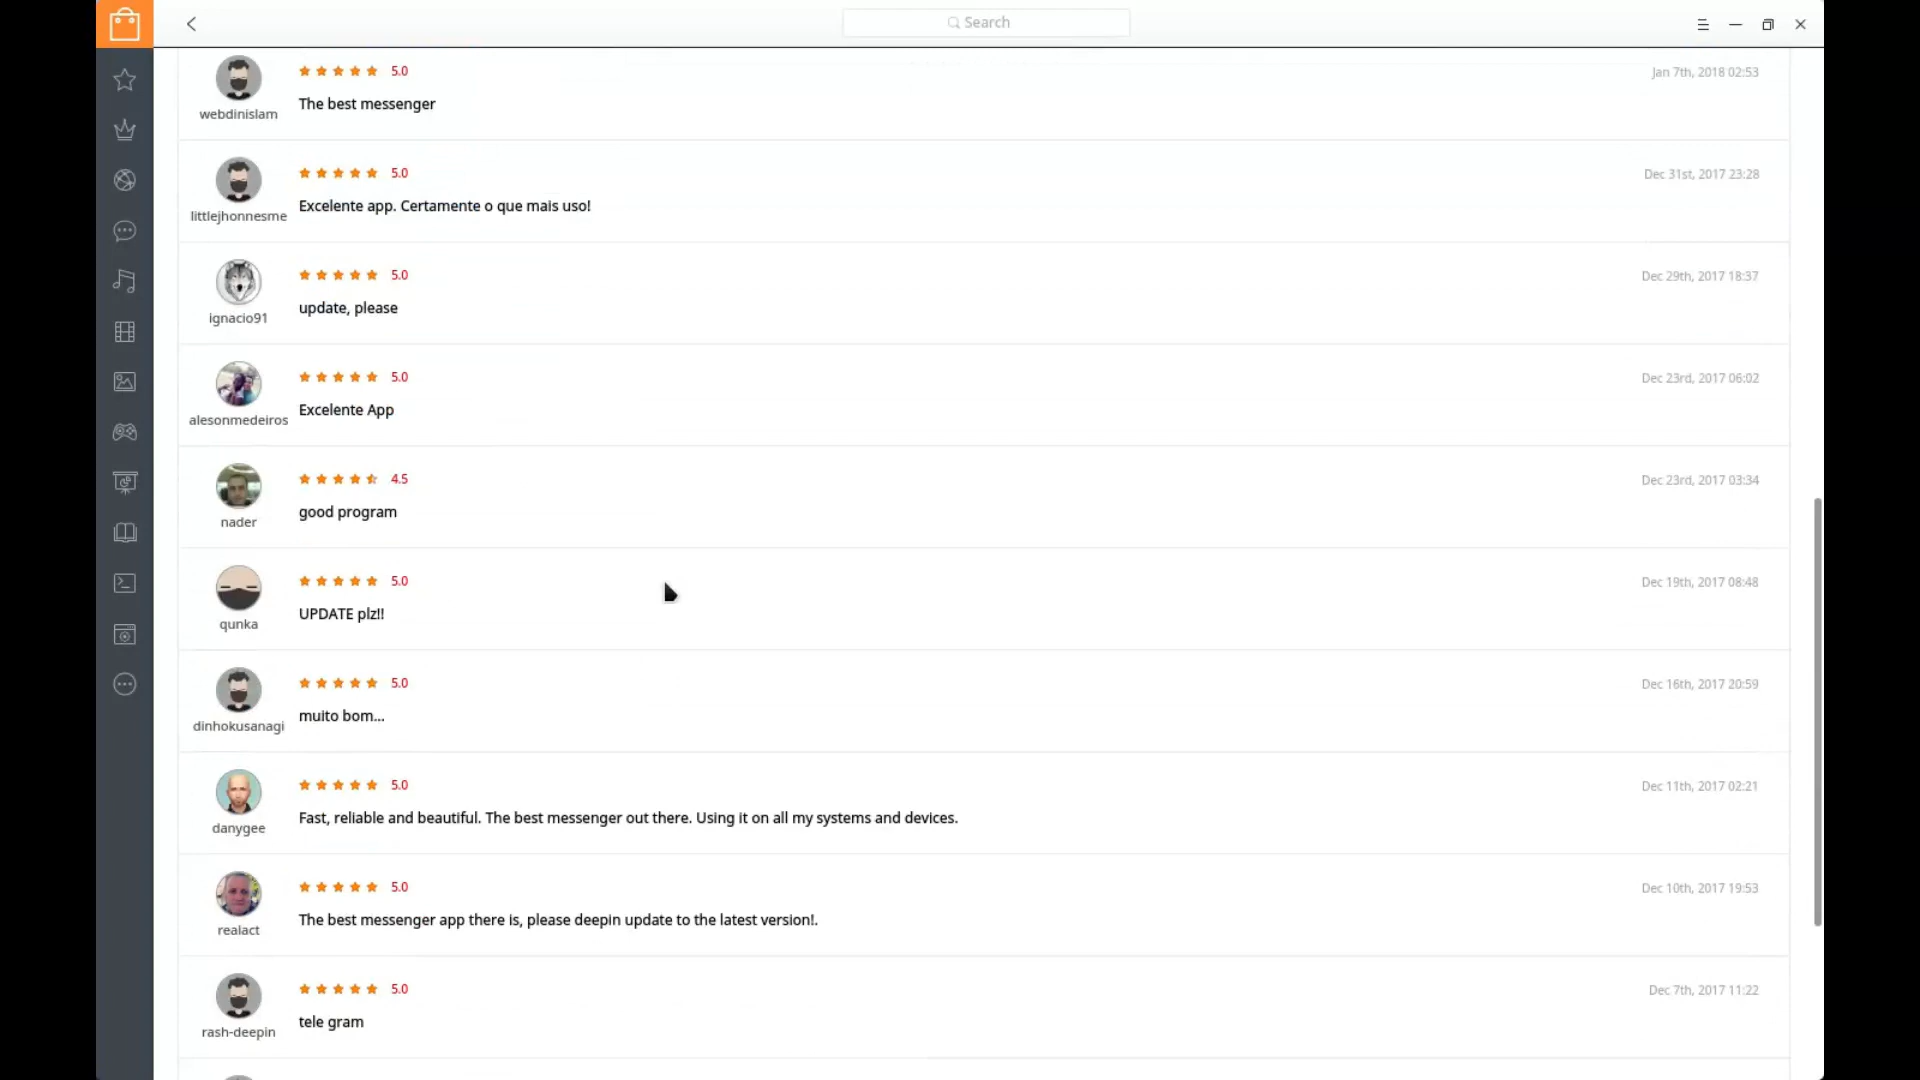 Search
5.0
Jan 7th, 2018 02:53
The best messenger
webdinislam
5.0
Dec 31st, 2017 23:28
Excelente app. Certamente o que mais uso!
littlejhonnesme
5.0
Dec 29th, 2017 18:37
update, please
ignacio91
5.0
Dec 23rd, 2017 06:02
Excelente App
alesonmedeiros
4.5
Dec 23rd, 2017 03:34
good program
nader
5.0
Dec 19th, 2017 08:48
UPDATE plz!!
qunka
5.0
Dec 16th, 2017 20:59
muito bom...
dinhokusanagi
5.0
Dec 11th, 2017 02:21
Fast, reliable and beautiful. The best messenger out there. Using it on all my systems and devices.
danygee
5.0
Dec 10th, 2017 19:53
The best messenger app there is, please deepin update to the latest version!.
realact
5.0
Dec 7th, 2017 11:22
tele gram
rash-deepin